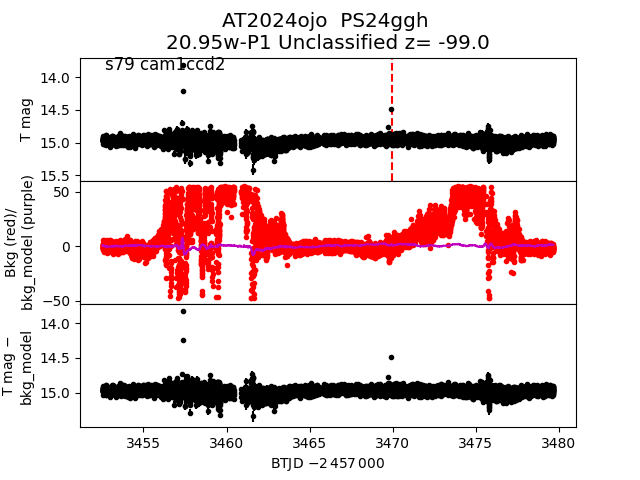 AT2024ojo  PS24ggh
20.95w-P1 Unclassified z= -99.0
s79 cam1ccd2
14.0
14.5
15.0
15.5
T mag
50
0
−50
Bkg (red)/
bkg_model (purple)
14.0
14.5
15.0
T mag −
bkg_model
3455
3460
3465
3470
3475
3480
BTJD −2 457 000